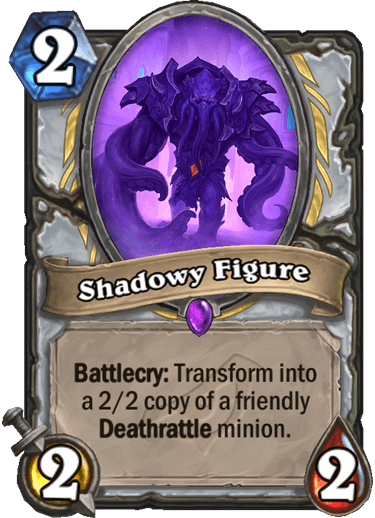 2
Shadowy Figure
Battlecry: Transform into
a 2/2 copy of a friendly
Deathrattle minion.
2
2